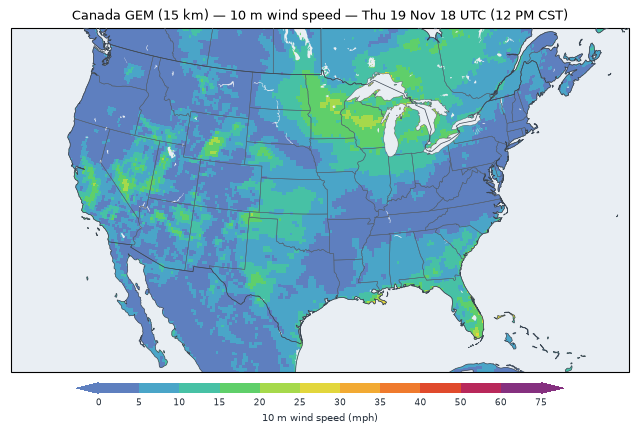 Canada GEM (15 km) — 10 m wind speed — Thu 19 Nov 18 UTC (12 PM CST)
0 5 10 15 20 25 30 35 40 50 60 75
10 m wind speed (mph)